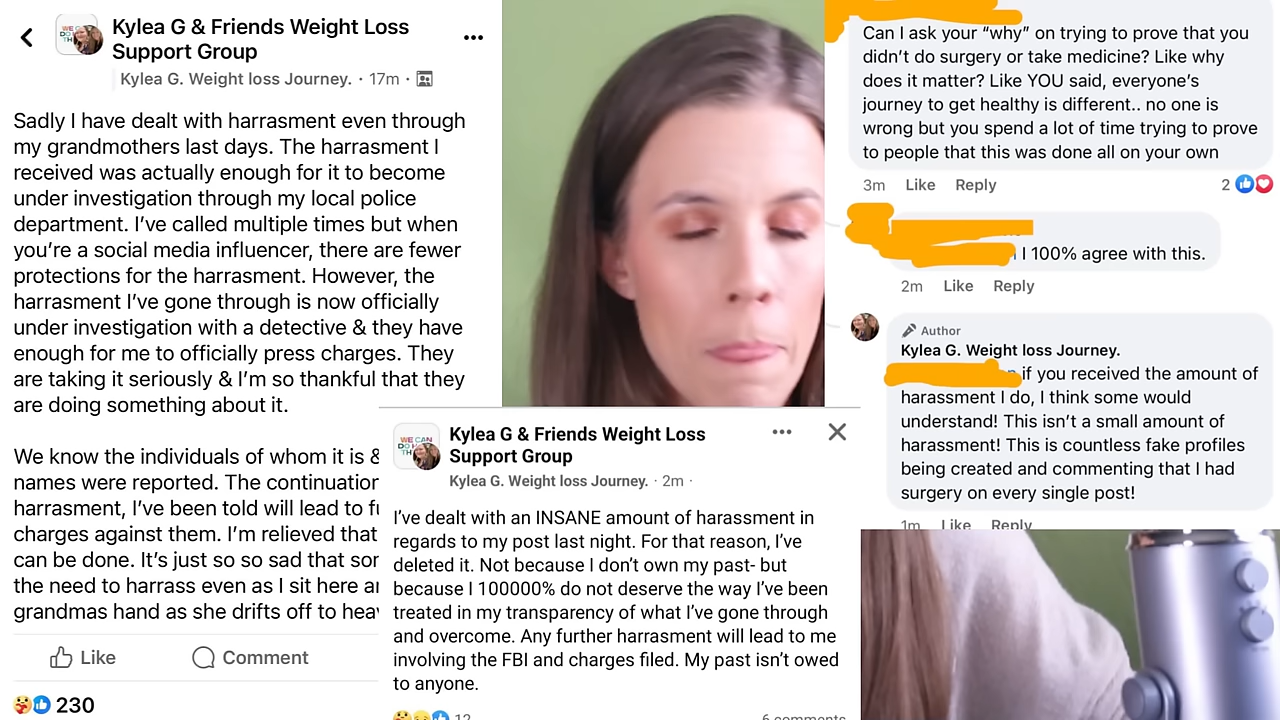 Kylea G & Friends Weight Loss
Support Group
Kylea G. Weight loss Journey. · 17m ·
Sadly I have dealt with harrasment even through
my grandmothers last days. The harrasment I
received was actually enough for it to become
under investigation through my local police
department. I've called multiple times but when
you're a social media influencer, there are fewer
protections for the harrasment. However, the
harrasment I've gone through is now officially
under investigation with a detective & they have
enough for me to officially press charges. They
are taking it seriously & I'm so thankful that they
are doing something about it.
We know the individuals of whom it is &
names were reported. The continuation
harrasment, I've been told will lead to
charges against them. I'm relieved that
can be done. It's just so so sad that
the need to harrass even as I sit here
grandmas hand as she drifts off to
Like
Comment
230
Kylea G & Friends Weight Loss
Support Group
Kylea G. Weight loss Journey. · 2m ·
I've dealt with an INSANE amount of harassment in
regards to my post last night. For that reason, I've
deleted it. Not because I don't own my past- but
because I 100000% do not deserve the way I've been
treated in my transparency of what I've gone through
and overcome. Any further harrasment will lead to me
involving the FBI and charges filed. My past isn't owed
to anyone.
12
6 comments
Can I ask your "why" on trying to prove that you
didn't do surgery or take medicine? Like why
does it matter? Like YOU said, everyone's
journey to get healthy is different.. no one is
wrong but you spend a lot of time trying to prove
to people that this was done all on your own
3m Like Reply 2
I 100% agree with this.
2m Like Reply
Author
Kylea G. Weight loss Journey.
if you received the amount of
harassment I do, I think some would
understand! This isn't a small amount of
harassment! This is countless fake profiles
being created and commenting that I had
surgery on every single post!
1m Like Reply